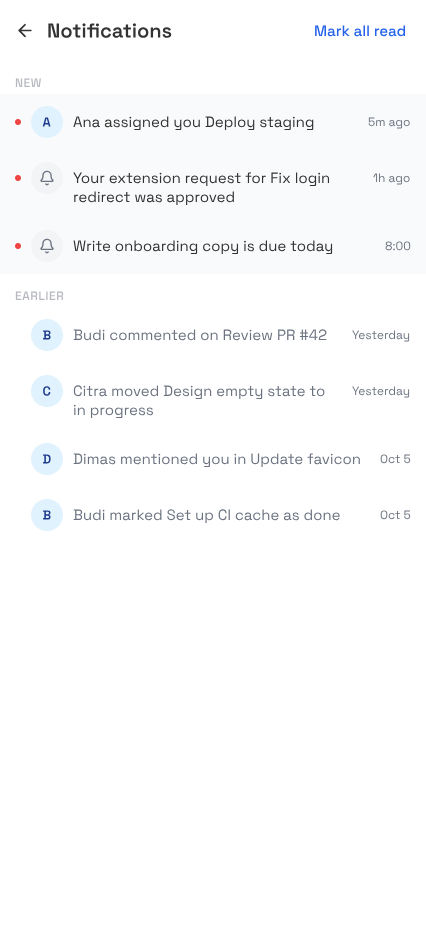 Notifications
Mark all read
NEW
A
Ana assigned you Deploy staging
5m ago
Your extension request for Fix login
redirect was approved
1h ago
Write onboarding copy is due today
8:00
EARLIER
B
Budi commented on Review PR #42
Yesterday
C
Citra moved Design empty state to
in progress
Yesterday
D
Dimas mentioned you in Update favicon
Oct 5
B
Budi marked Set up CI cache as done
Oct 5